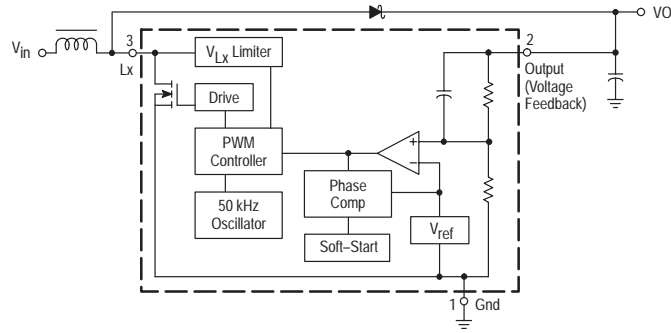 VO
Vin
3
Lx
VLx Limiter
2
Output
(Voltage
Feedback)
Drive
PWM
Controller
+
−
50 kHz
Oscillator
Phase
Comp
Vref
Soft–Start
1
Gnd